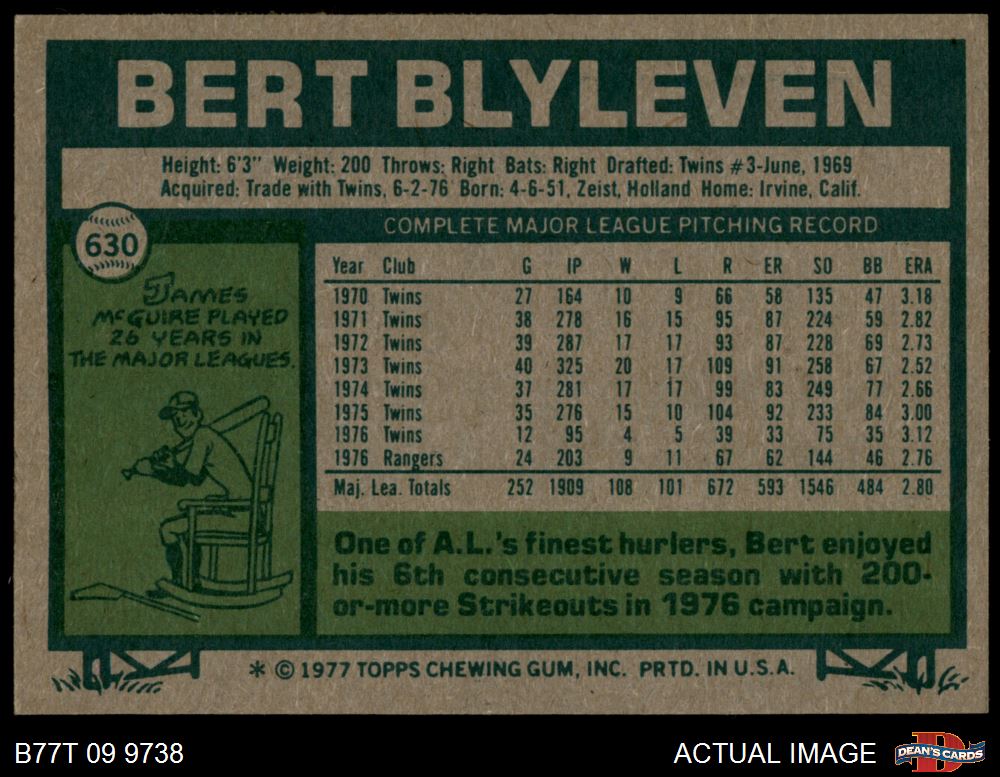 BERT BLYLEVEN
Height: 6'3" Weight: 200 Throws: Right Bats: Right Drafted: Twins #3-June, 1969
Acquired: Trade with Twins, 6-2-76 Born: 4-6-51, Zeist, Holland Home: Irvine, Calif.
630
JAMES
McGUIRE PLAYED
26 YEARS IN
THE MAJOR LEAGUES.
COMPLETE MAJOR LEAGUE PITCHING RECORD
Year Club G IP W L R ER SO BB ERA
1970 Twins 27 164 10 9 66 58 135 47 3.18
1971 Twins 38 278 16 15 95 87 224 59 2.82
1972 Twins 39 287 17 17 93 87 228 69 2.73
1973 Twins 40 325 20 17 109 91 258 67 2.52
1974 Twins 37 281 17 17 99 83 249 77 2.66
1975 Twins 35 276 15 10 104 92 233 84 3.00
1976 Twins 12 95 4 5 39 33 75 35 3.12
1976 Rangers 24 203 9 11 67 62 144 46 2.76
Maj. Lea. Totals 252 1909 108 101 672 593 1546 484 2.80
One of A.L.'s finest hurlers, Bert enjoyed
his 6th consecutive season with 200-
or-more Strikeouts in 1976 campaign.
* © 1977 TOPPS CHEWING GUM, INC. PRTD. IN U.S.A.
B77T 09 9738
ACTUAL IMAGE
D
DEAN'S CARDS